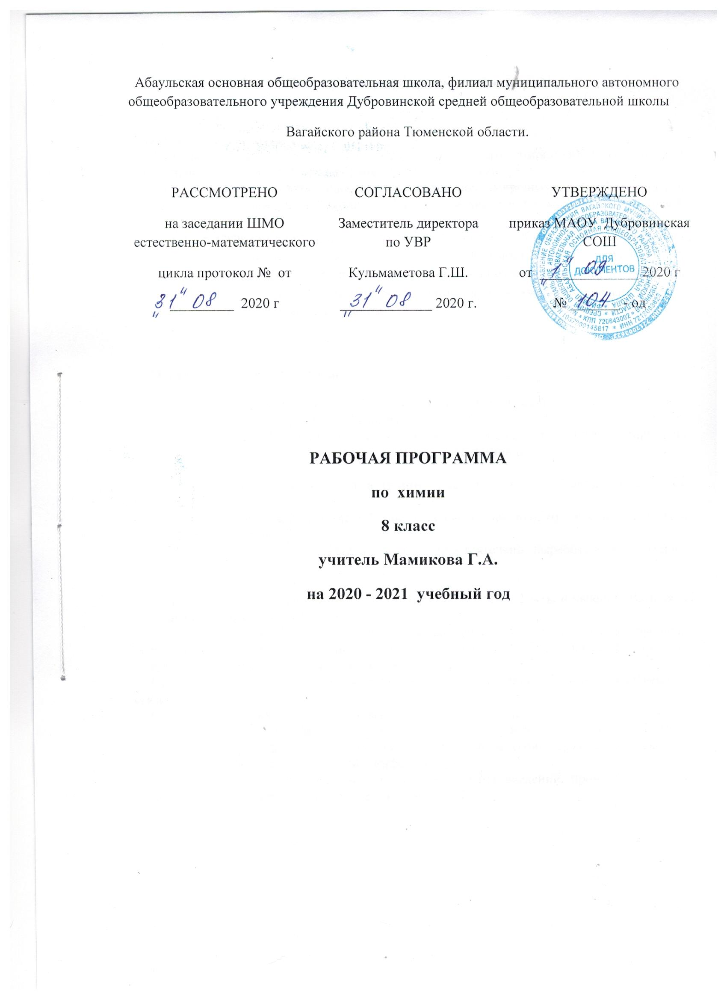 Абаульская основная общеобразовательная школа, филиал муниципального автономного
общеобразовательного учреждения Дубровинской средней общеобразовательной школы
Вагайского района Тюменской области.
РАССМОТРЕНО
на заседании ШМО
естественно-математического
цикла протокол № от
„31" 08 2020 г
СОГЛАСОВАНО
Заместитель директора
по УВР
Кульмаметова Г.Ш.
„31" 08 2020 г.
УТВЕРЖДЕНО
приказ МАОУ Дубровинская
СОШ
от „1" 09 2020 г
№ 104 - од
ДЛЯ
ДОКУМЕНТОВ
КПП 720643002
РАБОЧАЯ ПРОГРАММА
по химии
8 класс
учитель Мамикова Г.А.
на 2020 - 2021 учебный год